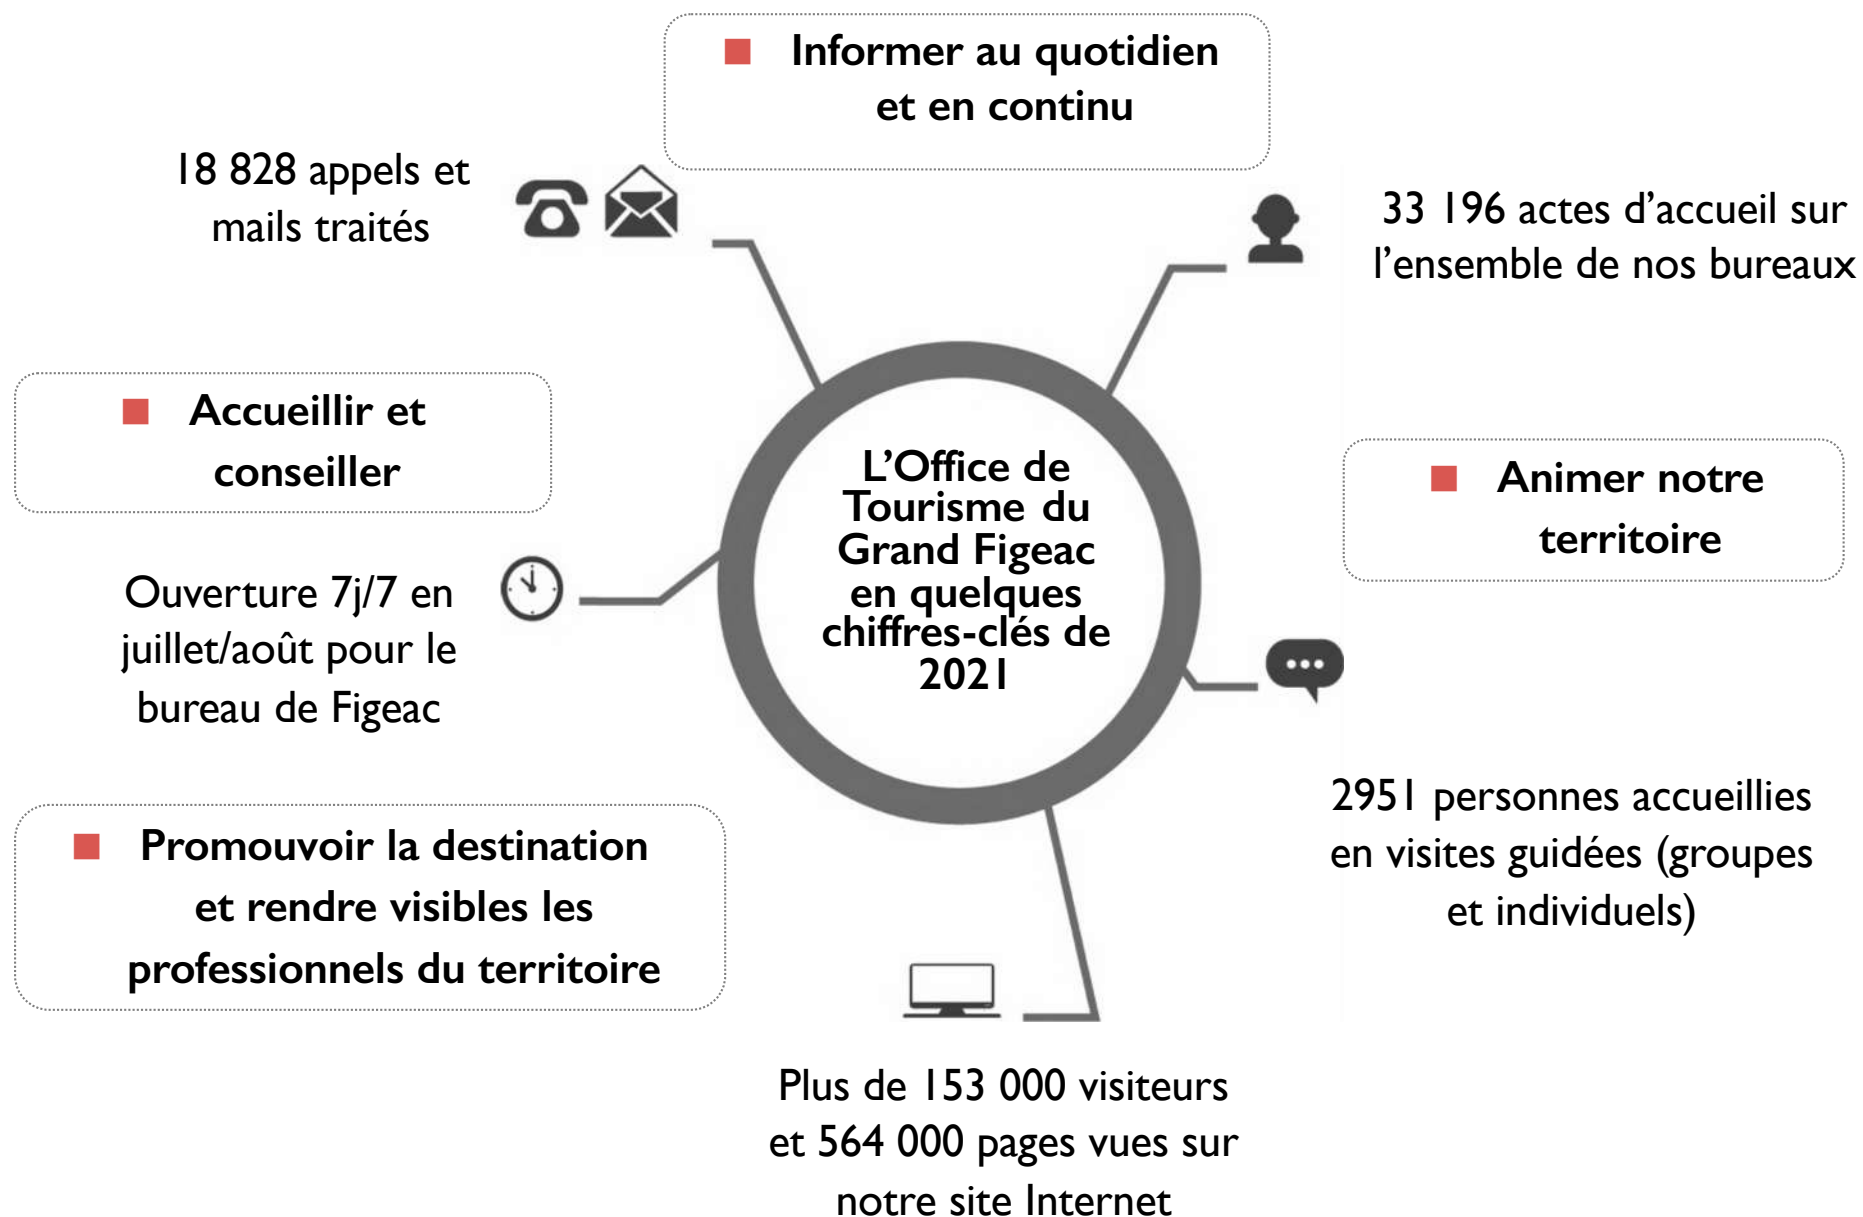 Informer au quotidien
et en continu
18 828 appels et
mails traités
33 196 actes d’accueil sur
l’ensemble de nos bureaux
Accueillir et
conseiller
L’Office de
Tourisme du
Grand Figeac
en quelques
chiffres-clés de
2021
Animer notre
territoire
Ouverture 7j/7 en
juillet/août pour le
bureau de Figeac
2951 personnes accueillies
en visites guidées (groupes
et individuels)
Promouvoir la destination
et rendre visibles les
professionnels du territoire
Plus de 153 000 visiteurs
et 564 000 pages vues sur
notre site Internet